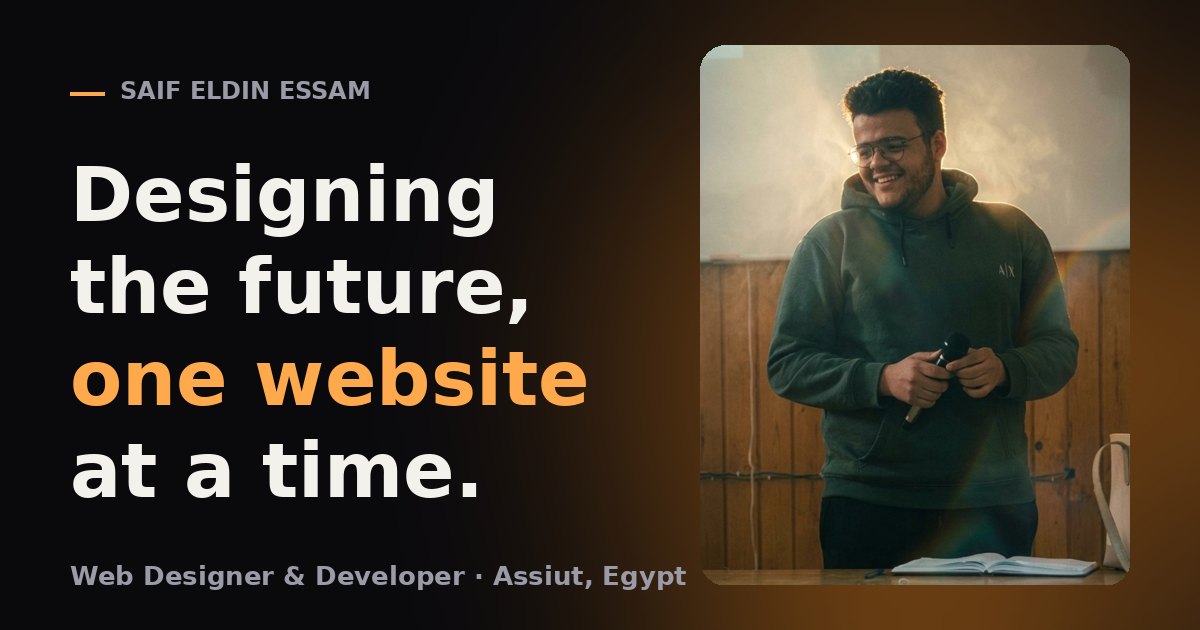 SAIF ELDIN ESSAM
Designing
the future,
one website
at a time.
Web Designer & Developer · Assiut, Egypt
A|X